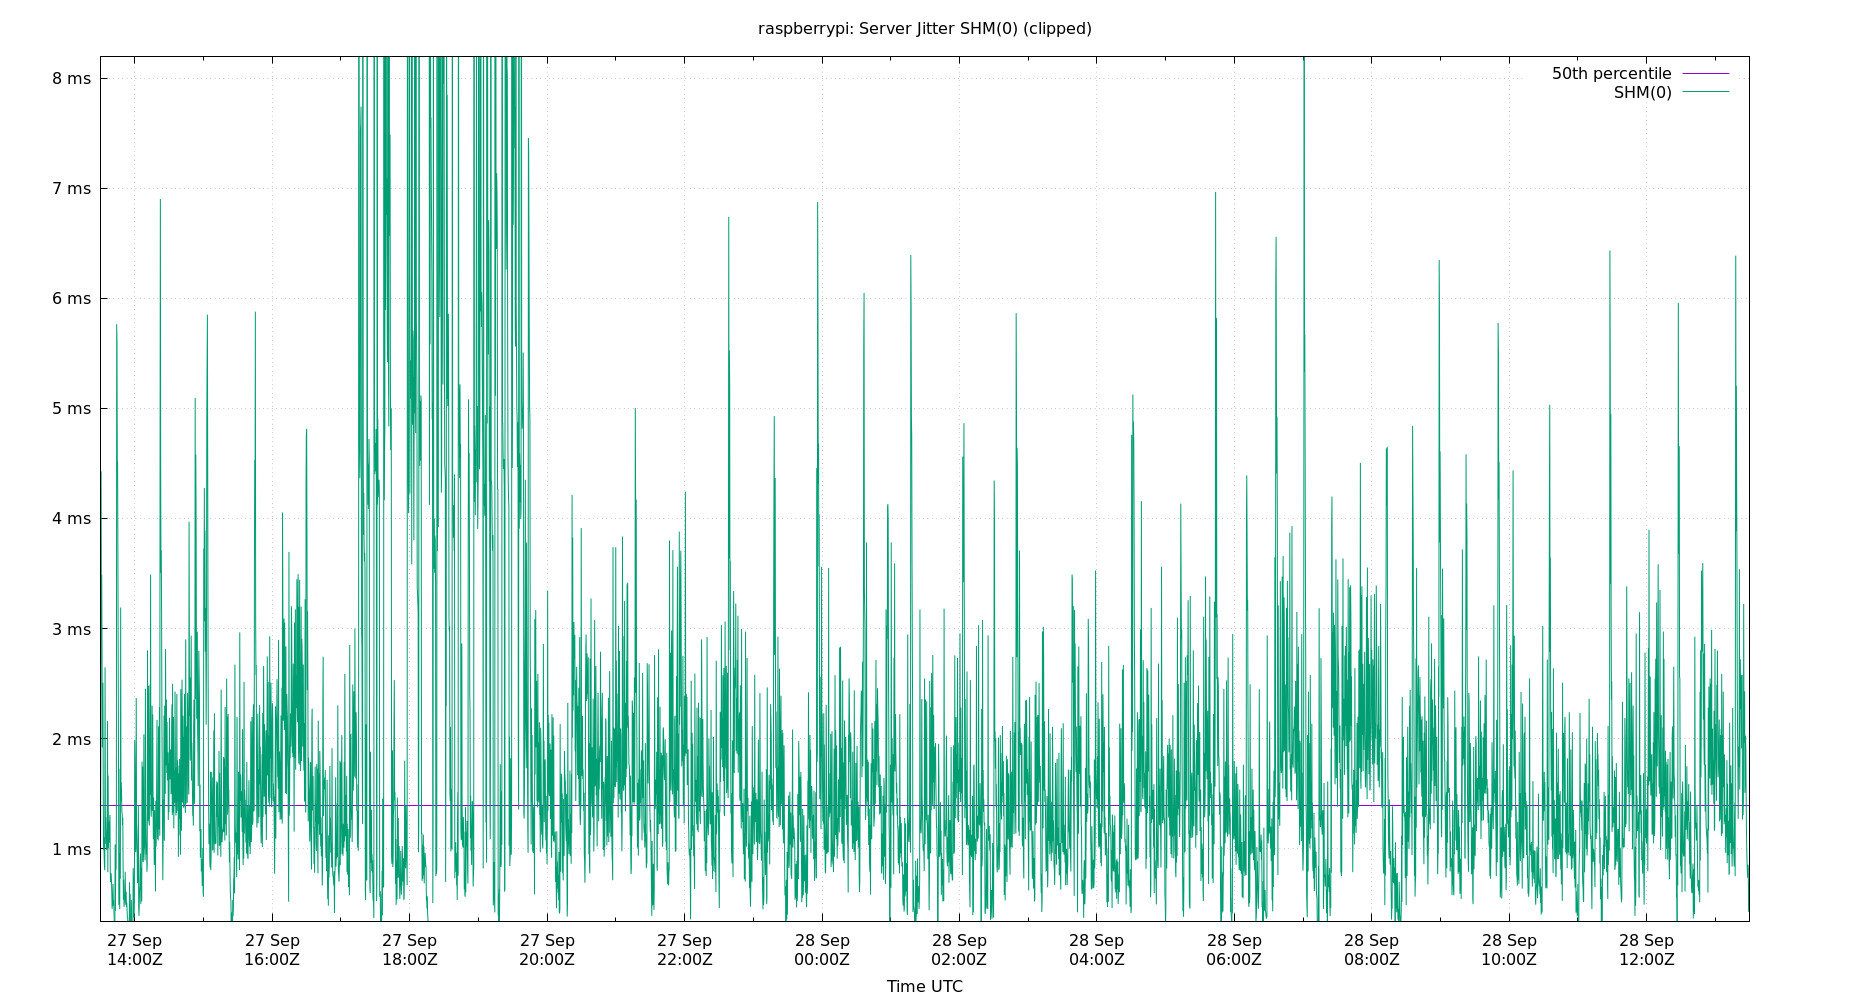 raspberrypi: Server Jitter SHM(0) (clipped)
50th percentile
SHM(0)
8 ms
7 ms
6 ms
5 ms
4 ms
3 ms
2 ms
1 ms
27 Sep 27 Sep 27 Sep 27 Sep 27 Sep 28 Sep 28 Sep 28 Sep 28 Sep 28 Sep 28 Sep 28 Sep
14:00Z 16:00Z 18:00Z 20:00Z 22:00Z 00:00Z 02:00Z 04:00Z 06:00Z 08:00Z 10:00Z 12:00Z
Time UTC